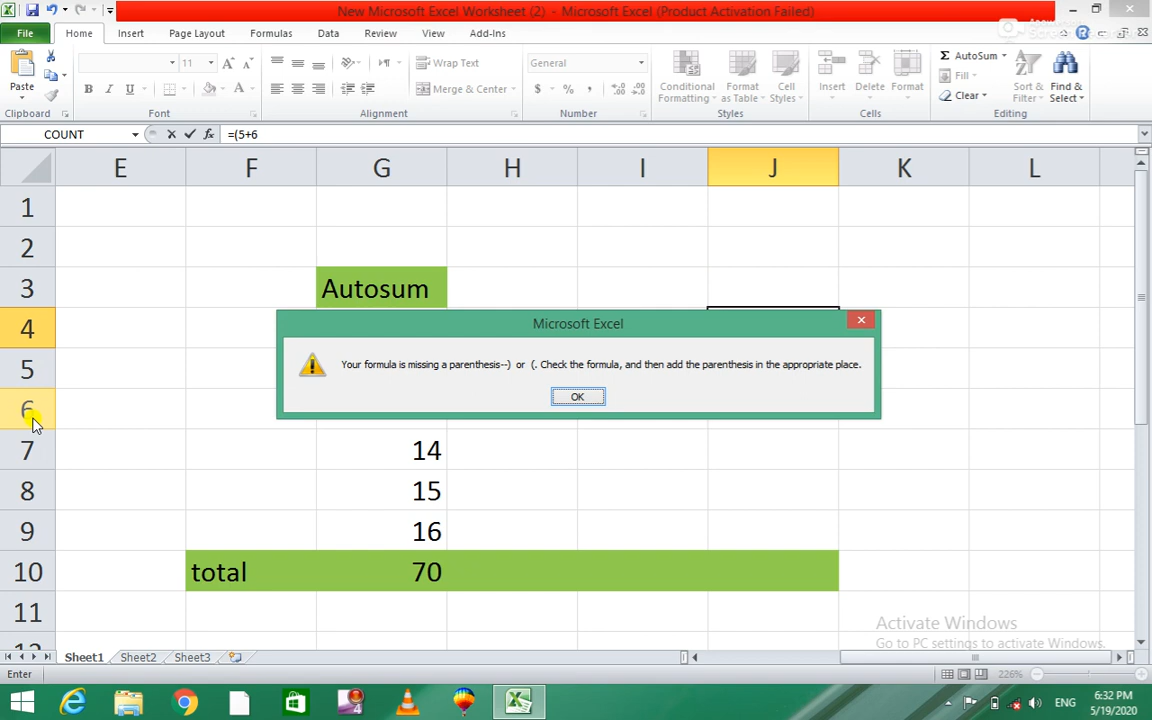 New Microsoft Excel Worksheet (2) - Microsoft Excel (Product Activation Failed)
File Home Insert Page Layout Formulas Data Review View Add-Ins
Paste
11
Wrap Text
Merge & Center
General
Conditional Formatting
Format as Table
Cell Styles
Insert
Delete
Format
Σ AutoSum
Fill
Clear
Sort & Filter
Find & Select
Clipboard Font Alignment Number Styles Cells Editing
COUNT
fx
=(5+6
E F G H I J K L
1
2
3 Autosum
4
Microsoft Excel
Your formula is missing a parenthesis--) or (. Check the formula, and then add the parenthesis in the appropriate place.
OK
5
6
7 14
8 15
9 16
10 total 70
11
12
Activate Windows
Go to PC settings to activate Windows.
Sheet1 Sheet2 Sheet3
Enter
226%
ENG
6:32 PM
5/19/2020